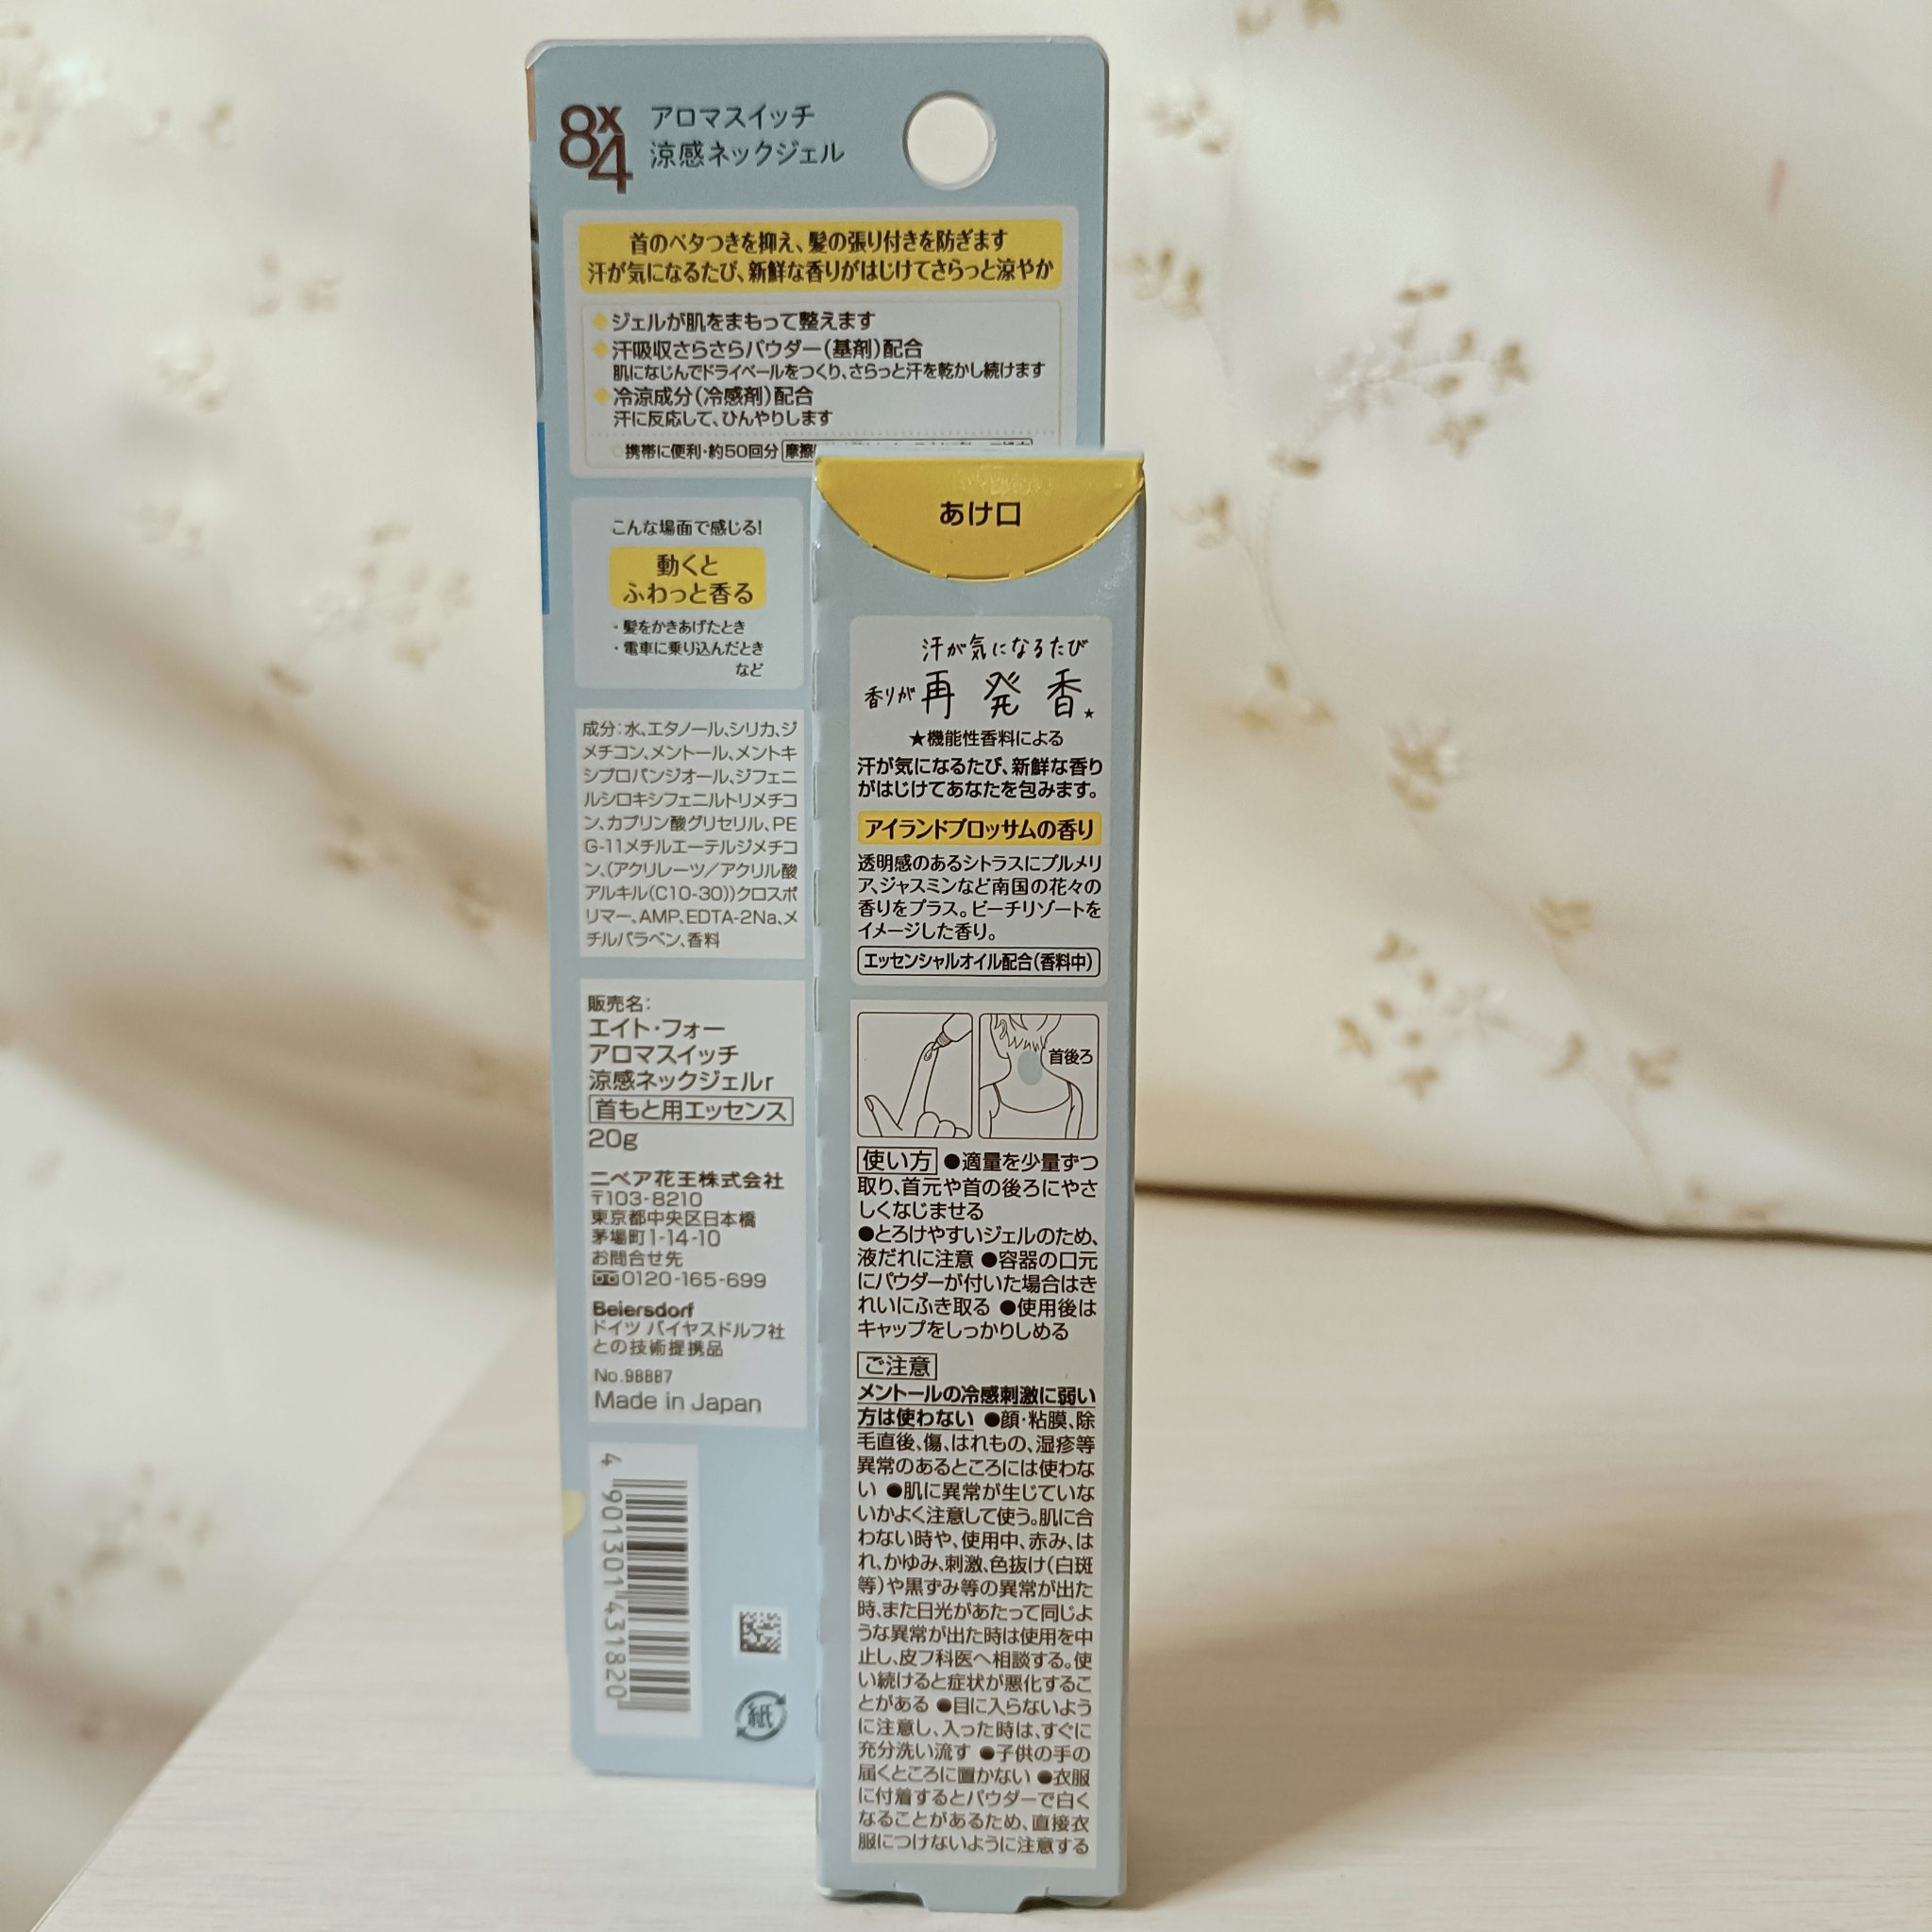 8x4
アロマスイッチ
涼感ネックジェル
首のベタつきを抑え、髪の張り付きを防ぎます
汗が気になるたび、新鮮な香りがはじけてさらっと涼やか
ジェルが肌をまもって整えます
汗吸収さらさらパウダー(基剤)配合
肌になじんでドライベールをつくり、さらっと汗を乾かし続けます
冷涼成分(冷感剤)配合
汗に反応して、ひんやりします
○携帯に便利・約50回分 摩擦
こんな場面で感じる!
動くと
ふわっと香る
・髪をかきあげたとき
・電車に乗り込んだとき
など
成分:水、エタノール、シリカ、ジ
メチコン、メントール、メントキ
シプロパンジオール、ジフェニ
ルシロキシフェニルトリメチコ
ン、カプリン酸グリセリル、PE
G-11メチルエーテルジメチコ
ン、(アクリレーツ/アクリル酸
アルキル(C10-30))クロスポ
リマー、AMP、EDTA-2Na、メ
チルパラベン、香料
販売名:
エイト・フォー
アロマスイッチ
涼感ネックジェルr
首もと用エッセンス
20g
ニベア花王株式会社
〒103-8210
東京都中央区日本橋
茅場町1-14-10
お問合せ先
0120-165-699
Beiersdorf
ドイツ バイヤスドルフ社
との技術提携品
No.98887
Made in Japan
4 901301 431820
紙
あけ口
汗が気になるたび
香りが再発香★
★機能性香料による
汗が気になるたび、新鮮な香り
がはじけてあなたを包みます。
アイランドブロッサムの香り
透明感のあるシトラスにプルメリ
ア、ジャスミンなど南国の花々の
香りをプラス。ビーチリゾートを
イメージした香り。
エッセンシャルオイル配合(香料中)
首後ろ
使い方 ●適量を少量ずつ
取り、首元や首の後ろにやさ
しくなじませる
●とろけやすいジェルのため、
液だれに注意 ●容器の口元
にパウダーが付いた場合はき
れいにふき取る ●使用後は
キャップをしっかりしめる
ご注意
メントールの冷感刺激に弱い
方は使わない ●顔・粘膜、除
毛直後、傷、はれもの、湿疹等
異常のあるところには使わな
い ●肌に異常が生じていな
いかよく注意して使う。肌に合
わない時や、使用中、赤み、は
れ、かゆみ、刺激、色抜け(白斑
等)や黒ずみ等の異常が出た
時、また日光があたって同じよ
うな異常が出た時は使用を中
止し、皮フ科医へ相談する。使
い続けると症状が悪化するこ
とがある ●目に入らないよう
に注意し、入った時は、すぐに
充分洗い流す ●子供の手の
届くところに置かない ●衣服
に付着するとパウダーで白く
なることがあるため、直接衣
服につけないように注意する